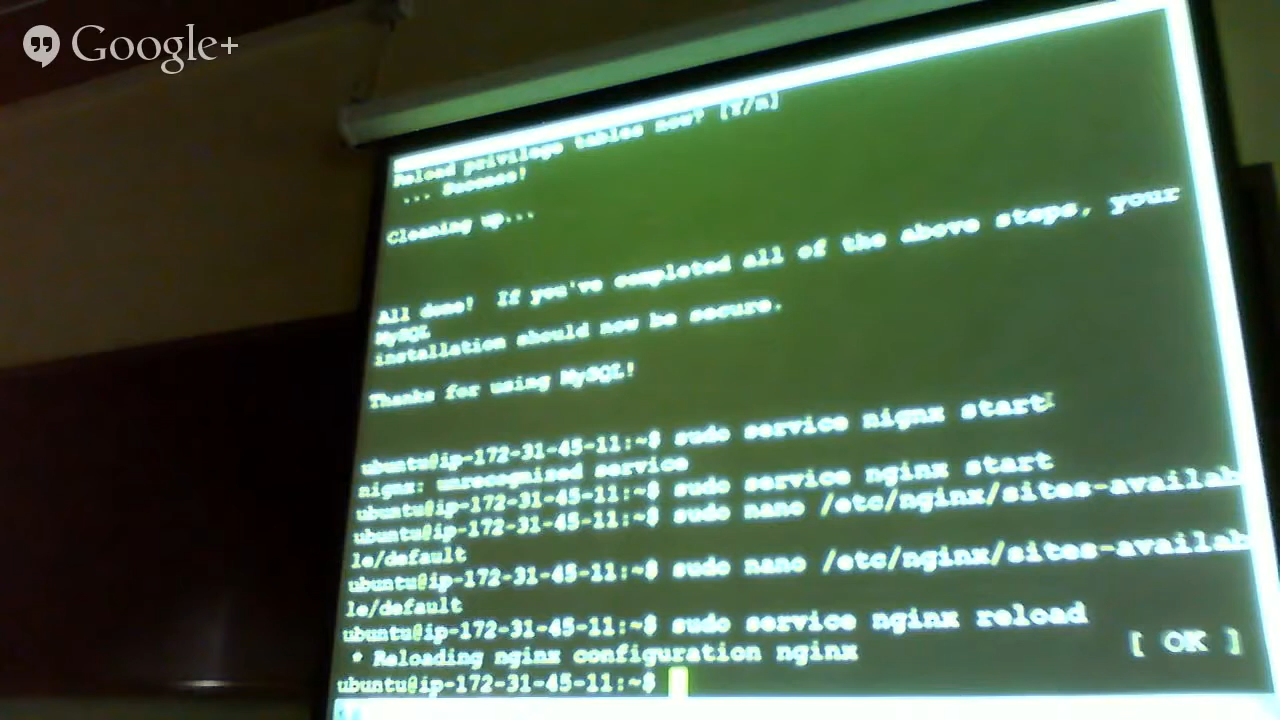 Google+
Reload privilege tables now? [Y/n]
... Success!
Cleaning up...
All done!  If you've completed all of the above steps, your
MySQL
installation should now be secure.
Thanks for using MySQL!
ubuntu@ip-172-31-45-11:~$ sudo service nignx start
nignx: unrecognized service
ubuntu@ip-172-31-45-11:~$ sudo service nginx start
ubuntu@ip-172-31-45-11:~$ sudo nano /etc/nginx/sites-availab
le/default
ubuntu@ip-172-31-45-11:~$ sudo nano /etc/nginx/sites-availab
le/default
ubuntu@ip-172-31-45-11:~$ sudo service nginx reload
* Reloading nginx configuration nginx [ OK ]
ubuntu@ip-172-31-45-11:~$